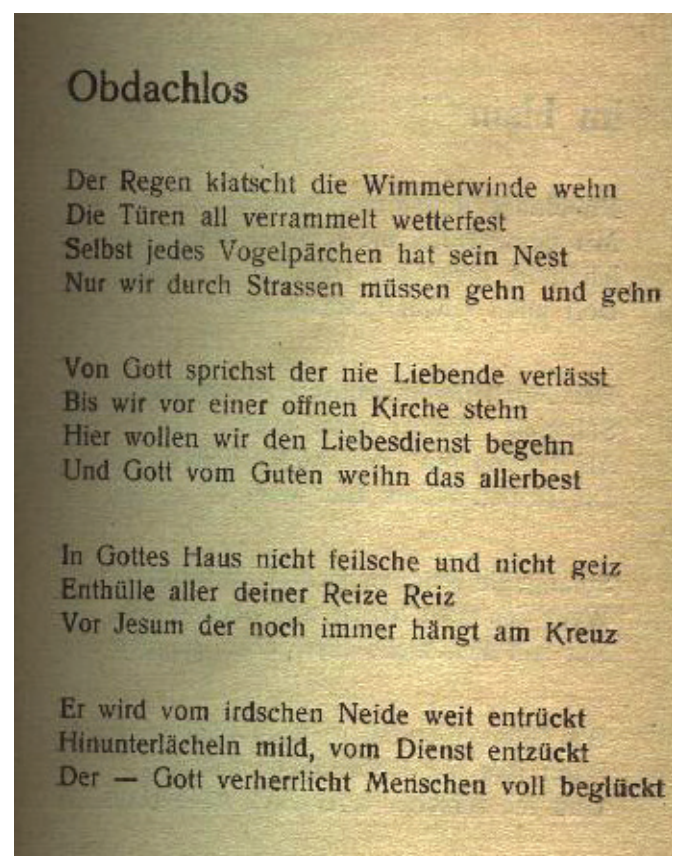 Obdachlos
Der Regen klatscht die Wimmerwinde wehn
Die Türen all verrammelt wetterfest
Selbst jedes Vogelpärchen hat sein Nest
Nur wir durch Strassen müssen gehn und gehn
Von Gott sprichst der nie Liebende verlässt
Bis wir vor einer offnen Kirche stehn
Hier wollen wir den Liebesdienst begehn
Und Gott vom Guten weihn das allerbest
In Gottes Haus nicht feilsche und nicht geiz
Enthülle aller deiner Reize Reiz
Vor Jesum der noch immer hängt am Kreuz
Er wird vom irdschen Neide weit entrückt
Hinunterlächeln mild, vom Dienst entzückt
Der — Gott verherrlicht Menschen voll beglückt